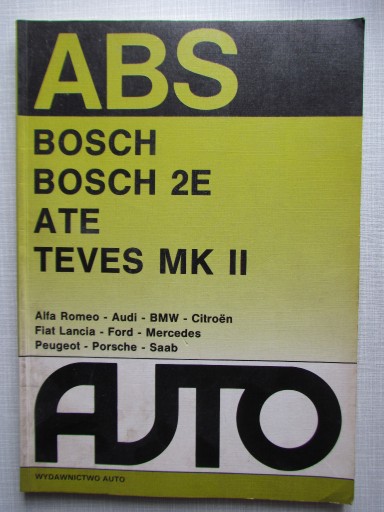 ABS
BOSCH
BOSCH 2E
ATE
TEVES MK II
Alfa Romeo - Audi - BMW - Citroën
Fiat Lancia - Ford - Mercedes
Peugeot - Porsche - Saab
AUTO
WYDAWNICTWO AUTO